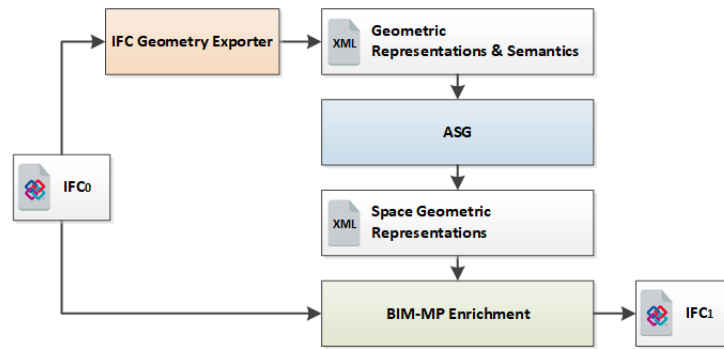 IFC Geometry Exporter
XML
Geometric
Representations & Semantics
ASG
IFC0
XML
Space Geometric
Representations
BIM-MP Enrichment
IFC1